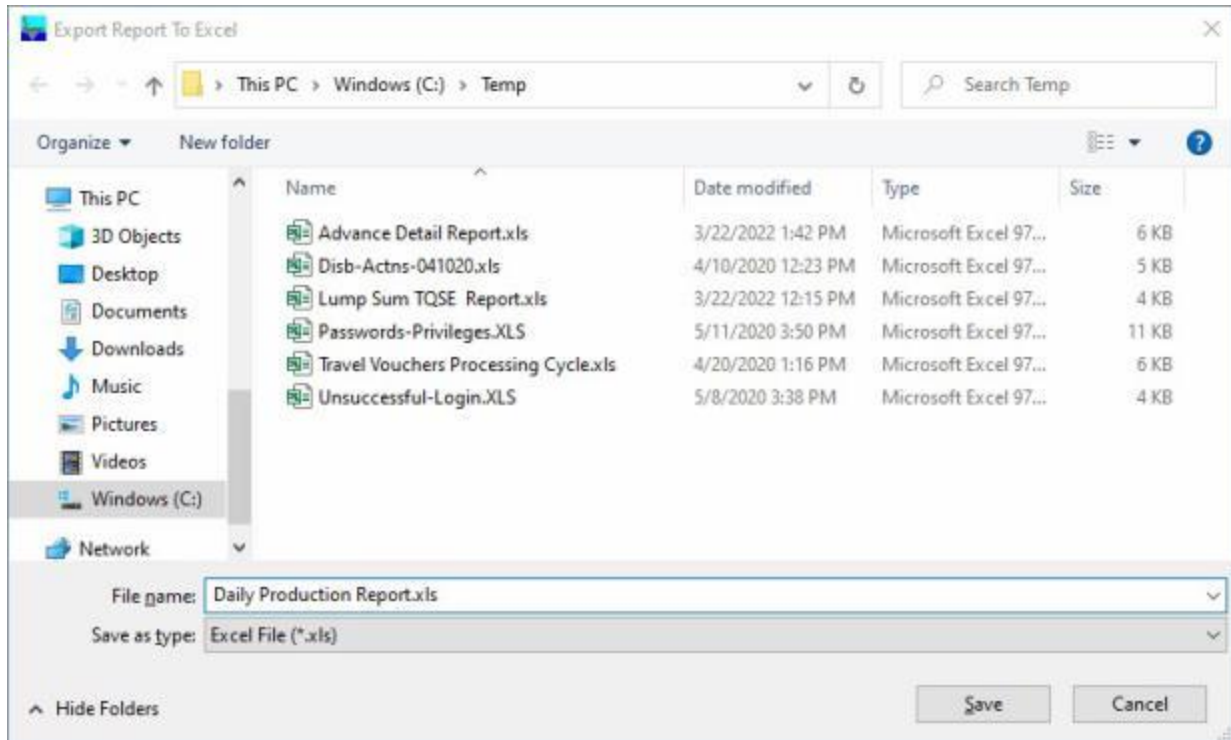 Export Report To Excel
This PC > Windows (C:) > Temp
Search Temp
Organize
New folder
Name Date modified Type Size
This PC
3D Objects
Desktop
Documents
Downloads
Music
Pictures
Videos
Windows (C:)
Network
Advance Detail Report.xls 3/22/2022 1:42 PM Microsoft Excel 97... 6 KB
Disb-Actns-041020.xls 4/10/2020 12:23 PM Microsoft Excel 97... 5 KB
Lump Sum TQSE Report.xls 3/22/2022 12:15 PM Microsoft Excel 97... 4 KB
Passwords-Privileges.XLS 5/11/2020 3:50 PM Microsoft Excel 97... 11 KB
Travel Vouchers Processing Cycle.xls 4/20/2020 1:16 PM Microsoft Excel 97... 6 KB
Unsuccessful-Login.XLS 5/8/2020 3:38 PM Microsoft Excel 97... 4 KB
File name: Daily Production Report.xls
Save as type: Excel File (*.xls)
Hide Folders
Save
Cancel